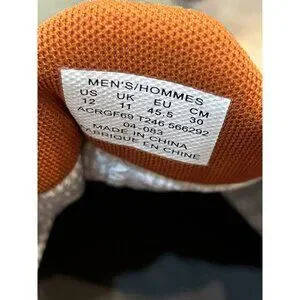 MEN'S/HOMMES
US UK EU CM
12 11 45.5 30
ACRGF69 T246 566292
04-083
MADE IN CHINA
FABRIQUE EN CHINE